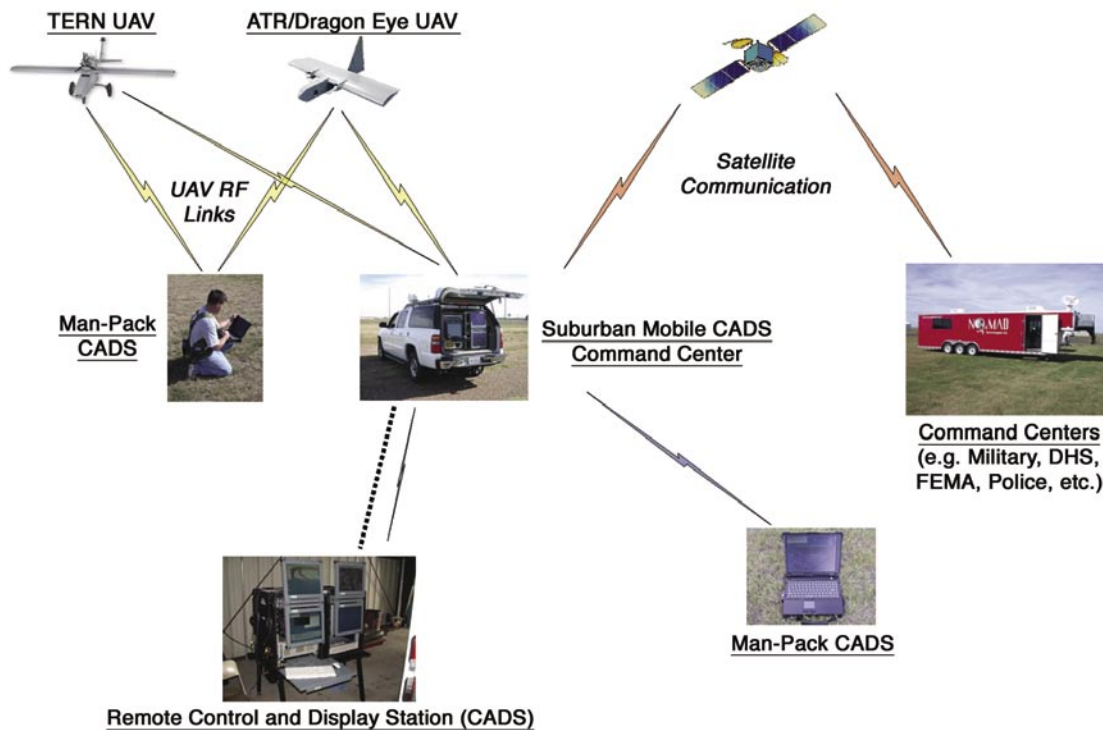 TERN UAV
ATR/Dragon Eye UAV
UAV RF
Links
Satellite
Communication
Man-Pack
CADS
Suburban Mobile CADS
Command Center
NOMAD
Command Centers
(e.g. Military, DHS,
FEMA, Police, etc.)
Man-Pack CADS
Remote Control and Display Station (CADS)